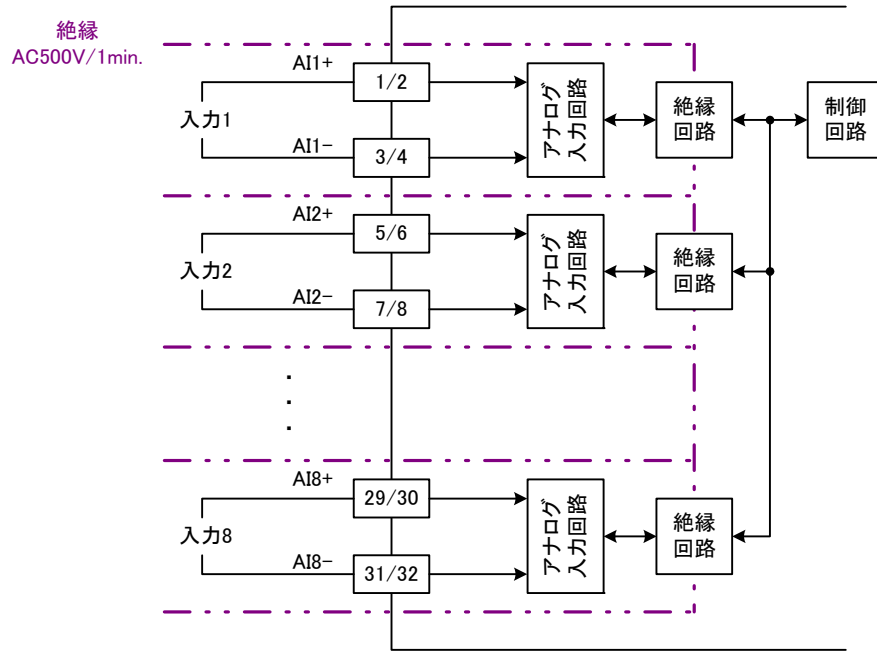 絶縁
AC500V/1min.
AI1+
1/2
入力1
AI1-
3/4
アナログ
入力回路
絶縁
回路
制御
回路
AI2+
5/6
入力2
AI2-
7/8
アナログ
入力回路
絶縁
回路
AI8+
29/30
入力8
AI8-
31/32
アナログ
入力回路
絶縁
回路